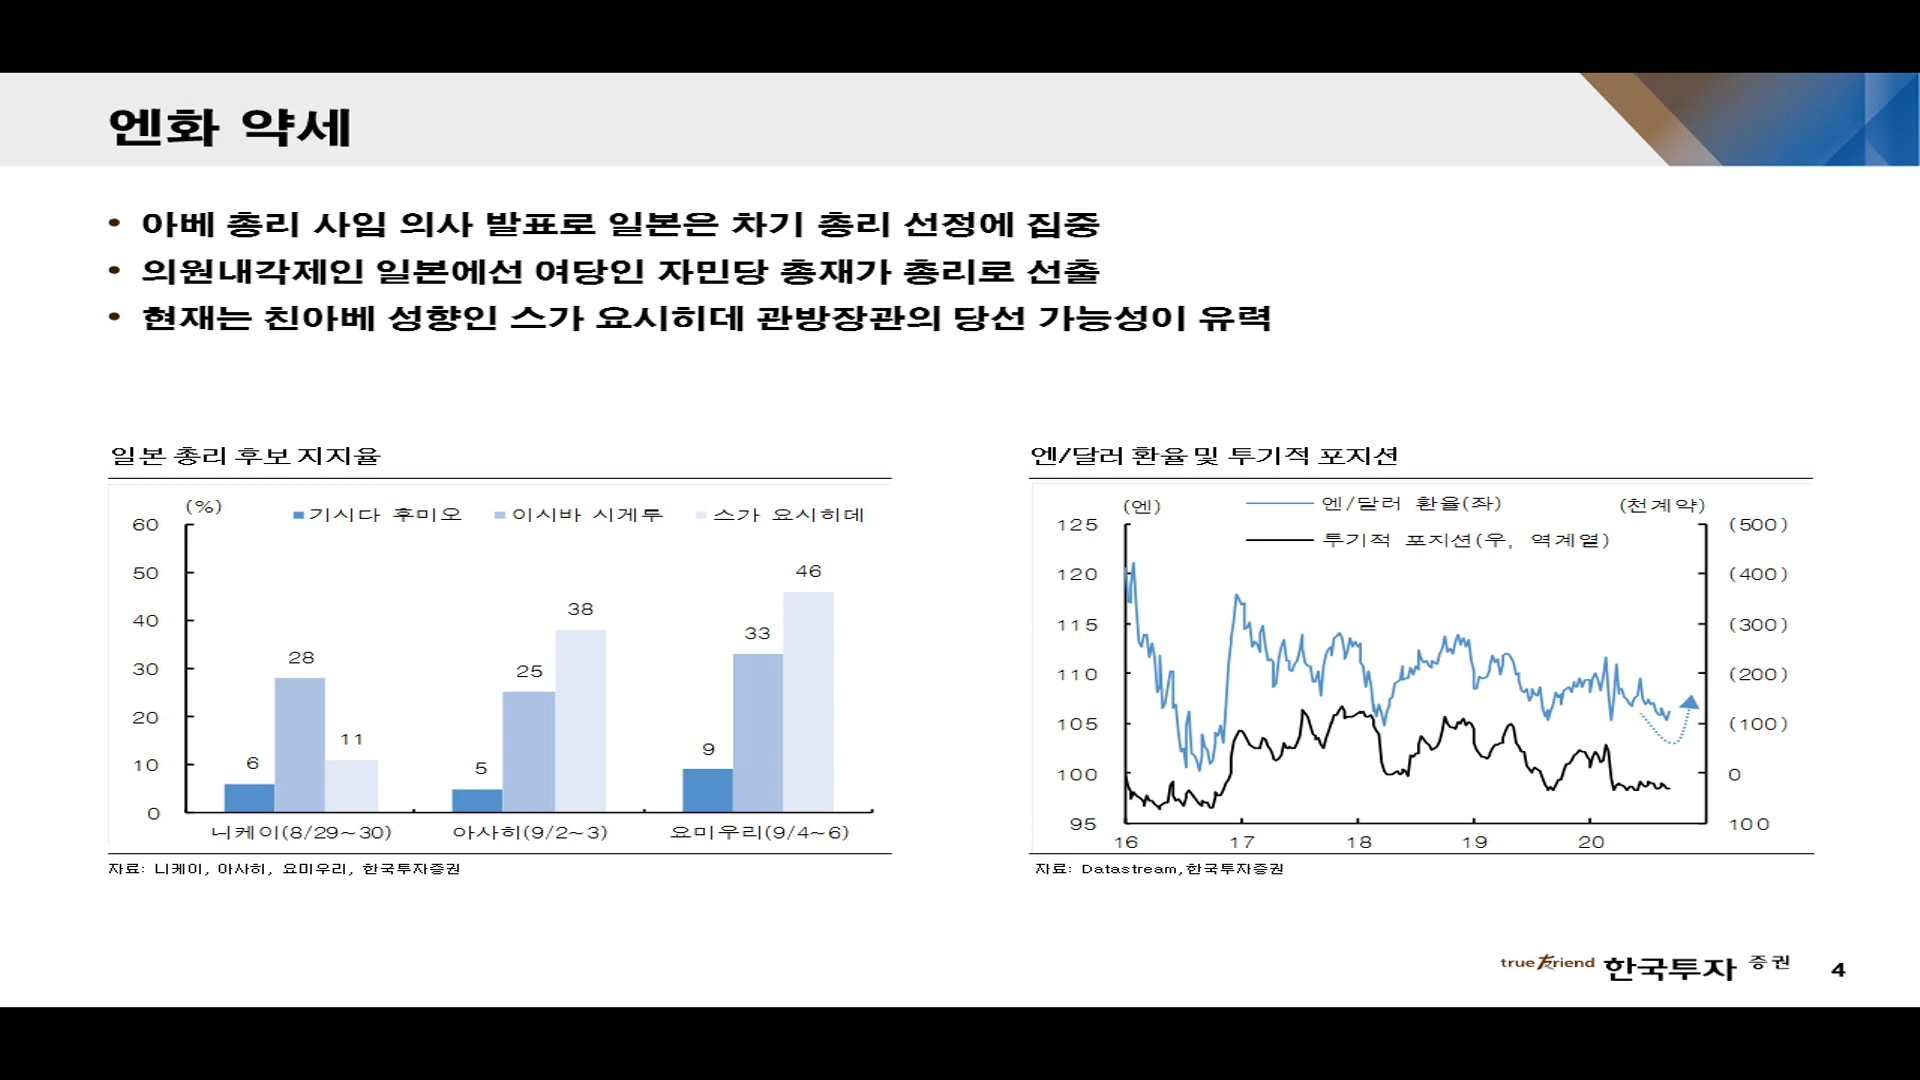 엔화 약세
• 아베 총리 사임 의사 발표로 일본은 차기 총리 선정에 집중
• 의원내각제인 일본에선 여당인 자민당 총재가 총리로 선출
• 현재는 친아베 성향인 스가 요시히데 관방장관의 당선 가능성이 유력
일본 총리 후보 지지율
(%)
기시다 후미오 이시바 시게투 스가 요시히데
60
50
40
30
20
10
0
6 28 11
5 25 38
9 33 46
니케이(8/29~30) 아사히(9/2~3) 요미우리(9/4~6)
자료: 니케이, 아사히, 요미우리, 한국투자증권
엔/달러 환율 및 투기적 포지션
(엔) 엔/달러 환율(좌) (천계약)
투기적 포지션(우, 역계열)
125 (500)
120 (400)
115 (300)
110 (200)
105 (100)
100 0
95 100
16 17 18 19 20
자료: Datastream,한국투자증권
true friend 한국투자 증권 4